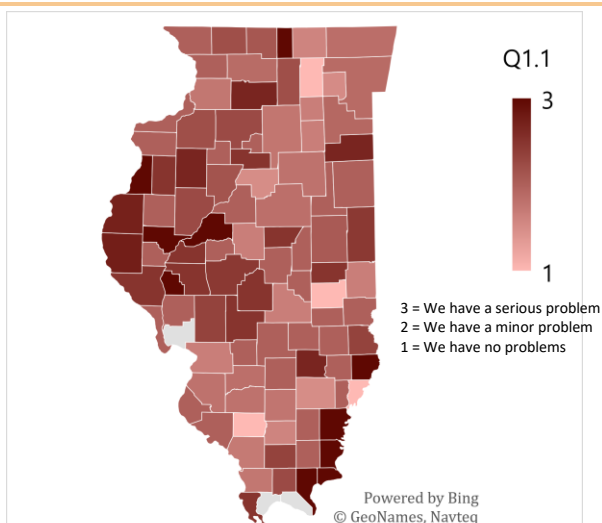 Q1.1
3
1
3 = We have a serious problem
2 = We have a minor problem
1 = We have no problems
Powered by Bing
© GeoNames, Navteq